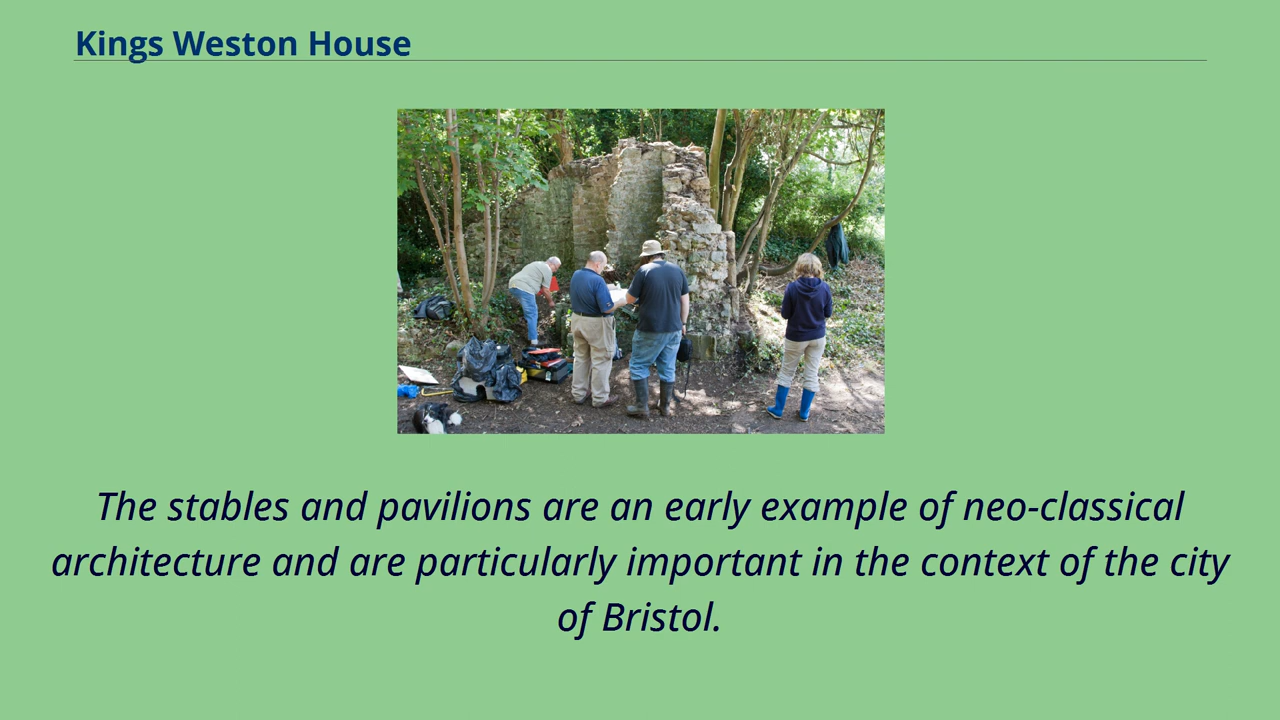 Kings Weston House
The stables and pavilions are an early example of neo-classical
architecture and are particularly important in the context of the city
of Bristol.